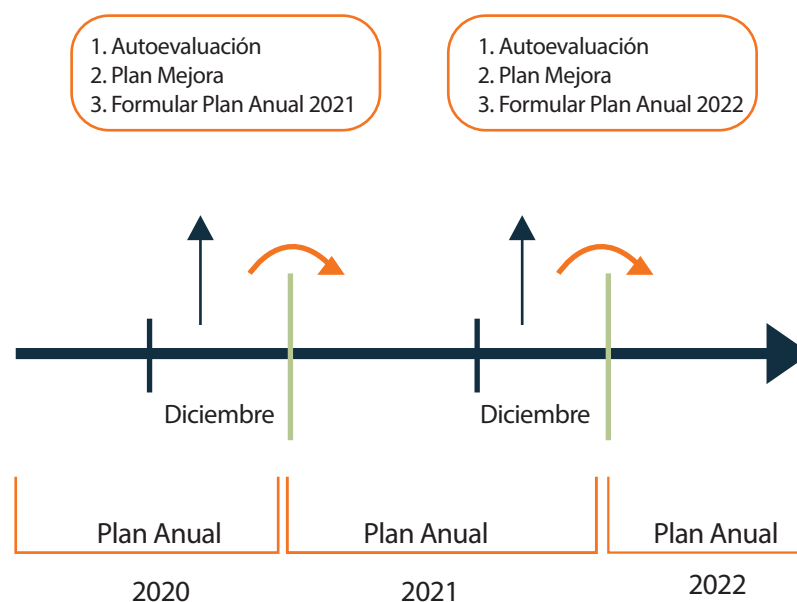 1. Autoevaluación
2. Plan Mejora
3. Formular Plan Anual 2021
1. Autoevaluación
2. Plan Mejora
3. Formular Plan Anual 2022
Diciembre
Diciembre
Plan Anual
Plan Anual
Plan Anual
2020
2021
2022